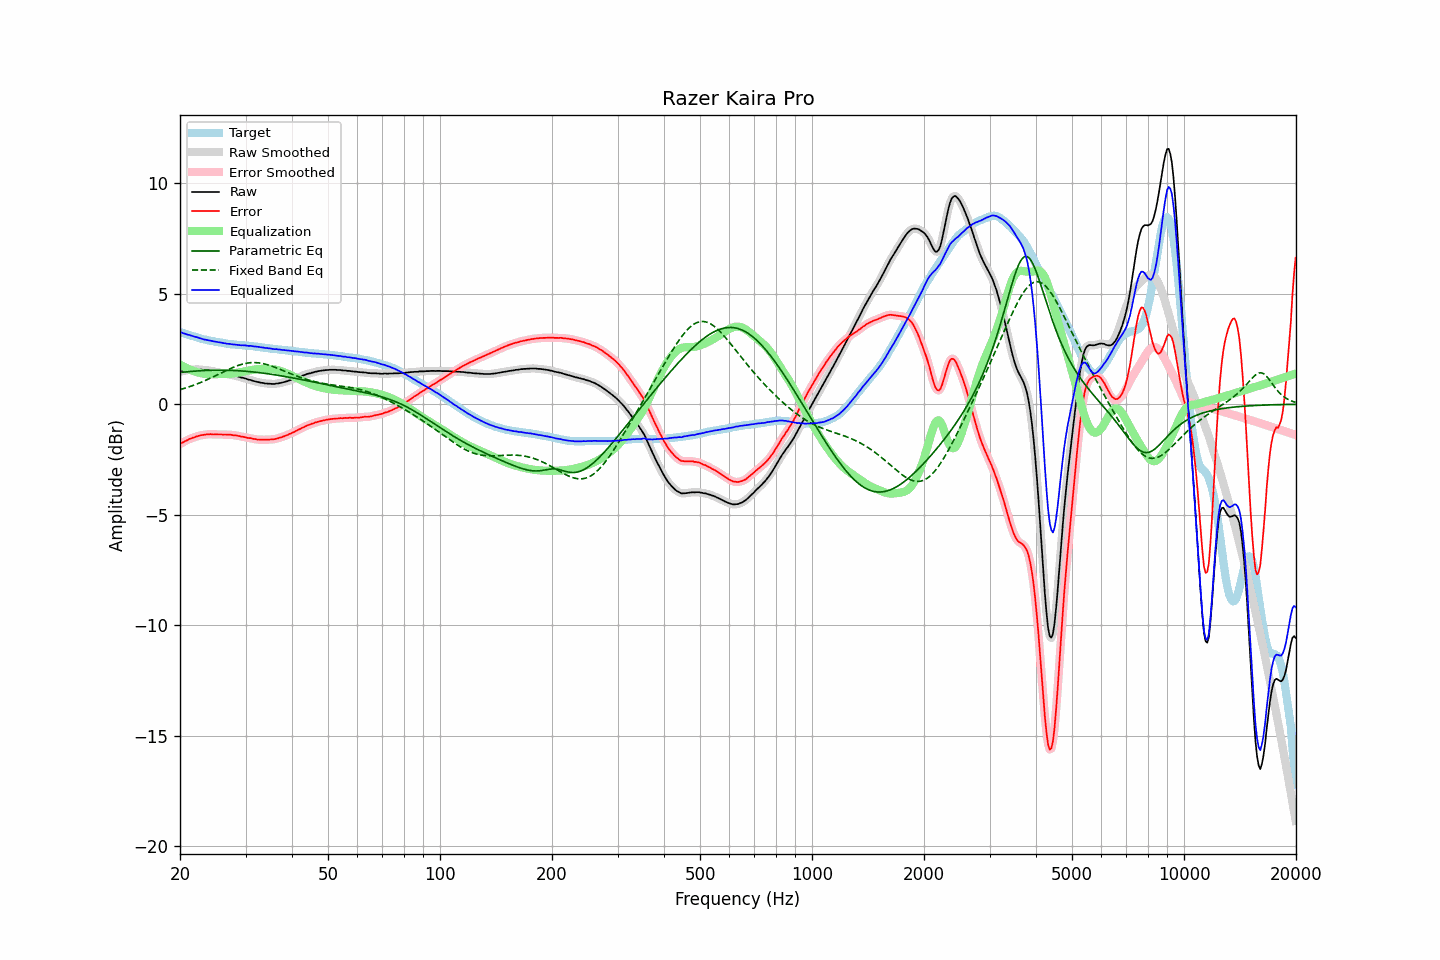 Razer Kaira Pro
Target
Raw Smoothed
Error Smoothed
Raw
Error
Equalization
Parametric Eq
Fixed Band Eq
Equalized
Amplitude (dBr)
10
5
0
−5
−10
−15
−20
20 50 100 200 500 1000 2000 5000 10000 20000
Frequency (Hz)